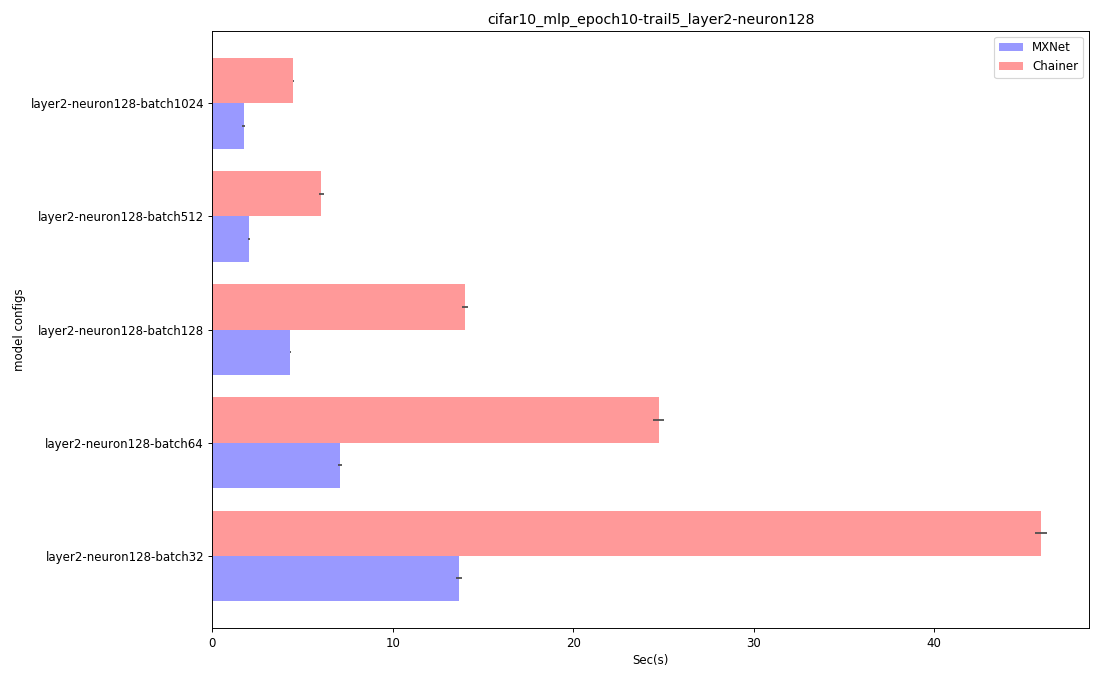 cifar10_mlp_epoch10-trail5_layer2-neuron128
MXNet
Chainer
layer2-neuron128-batch1024
layer2-neuron128-batch512
layer2-neuron128-batch128
layer2-neuron128-batch64
layer2-neuron128-batch32
model configs
0 10 20 30 40
Sec(s)